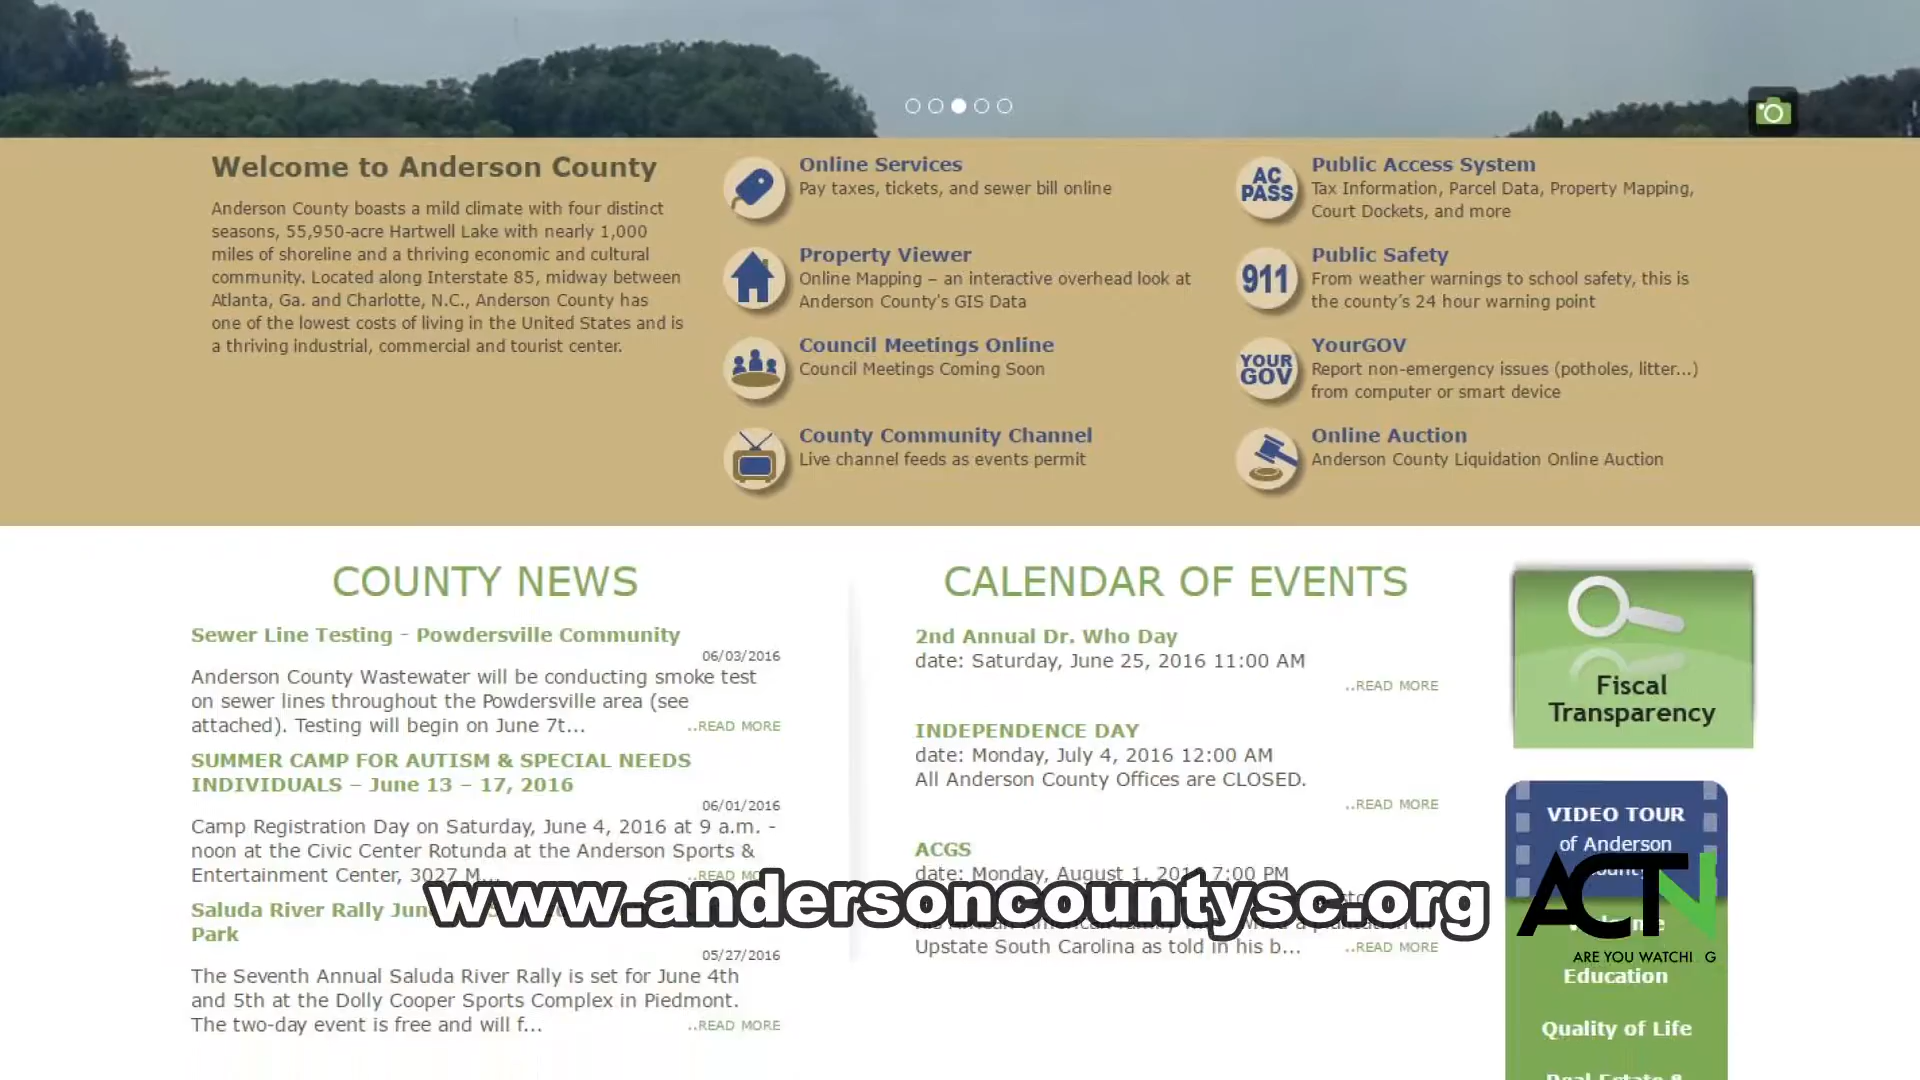 Welcome to Anderson County
Anderson County boasts a mild climate with four distinct
seasons, 55,950-acre Hartwell Lake with nearly 1,000
miles of shoreline and a thriving economic and cultural
community. Located along Interstate 85, midway between
Atlanta, Ga. and Charlotte, N.C., Anderson County has
one of the lowest costs of living in the United States and is
a thriving industrial, commercial and tourist center.
Online Services
Pay taxes, tickets, and sewer bill online
Property Viewer
Online Mapping – an interactive overhead look at
Anderson County's GIS Data
Council Meetings Online
Council Meetings Coming Soon
County Community Channel
Live channel feeds as events permit
AC
PASS
Public Access System
Tax Information, Parcel Data, Property Mapping,
Court Dockets, and more
911
Public Safety
From weather warnings to school safety, this is
the county’s 24 hour warning point
YOUR
GOV
YourGOV
Report non-emergency issues (potholes, litter...)
from computer or smart device
Online Auction
Anderson County Liquidation Online Auction
COUNTY NEWS
Sewer Line Testing - Powdersville Community
06/03/2016
Anderson County Wastewater will be conducting smoke test
on sewer lines throughout the Powdersville area (see
attached). Testing will begin on June 7t...
..READ MORE
SUMMER CAMP FOR AUTISM & SPECIAL NEEDS
INDIVIDUALS – June 13 – 17, 2016
06/01/2016
Camp Registration Day on Saturday, June 4, 2016 at 9 a.m. -
noon at the Civic Center Rotunda at the Anderson Sports &
Entertainment Center, 3027 M...
..READ MO
Saluda River Rally
Park
05/27/2016
The Seventh Annual Saluda River Rally is set for June 4th
and 5th at the Dolly Cooper Sports Complex in Piedmont.
The two-day event is free and will f...
..READ MORE
CALENDAR OF EVENTS
2nd Annual Dr. Who Day
date: Saturday, June 25, 2016 11:00 AM
..READ MORE
INDEPENDENCE DAY
date: Monday, July 4, 2016 12:00 AM
All Anderson County Offices are CLOSED.
..READ MORE
ACGS
date: Monday, August 1, 2016 7:00 PM
Upstate South Carolina as told in his b...
..READ MORE
Fiscal
Transparency
VIDEO TOUR
of Anderson
Education
Quality of Life
www.andersoncountysc.org
ACTN
ARE YOU WATCHI G